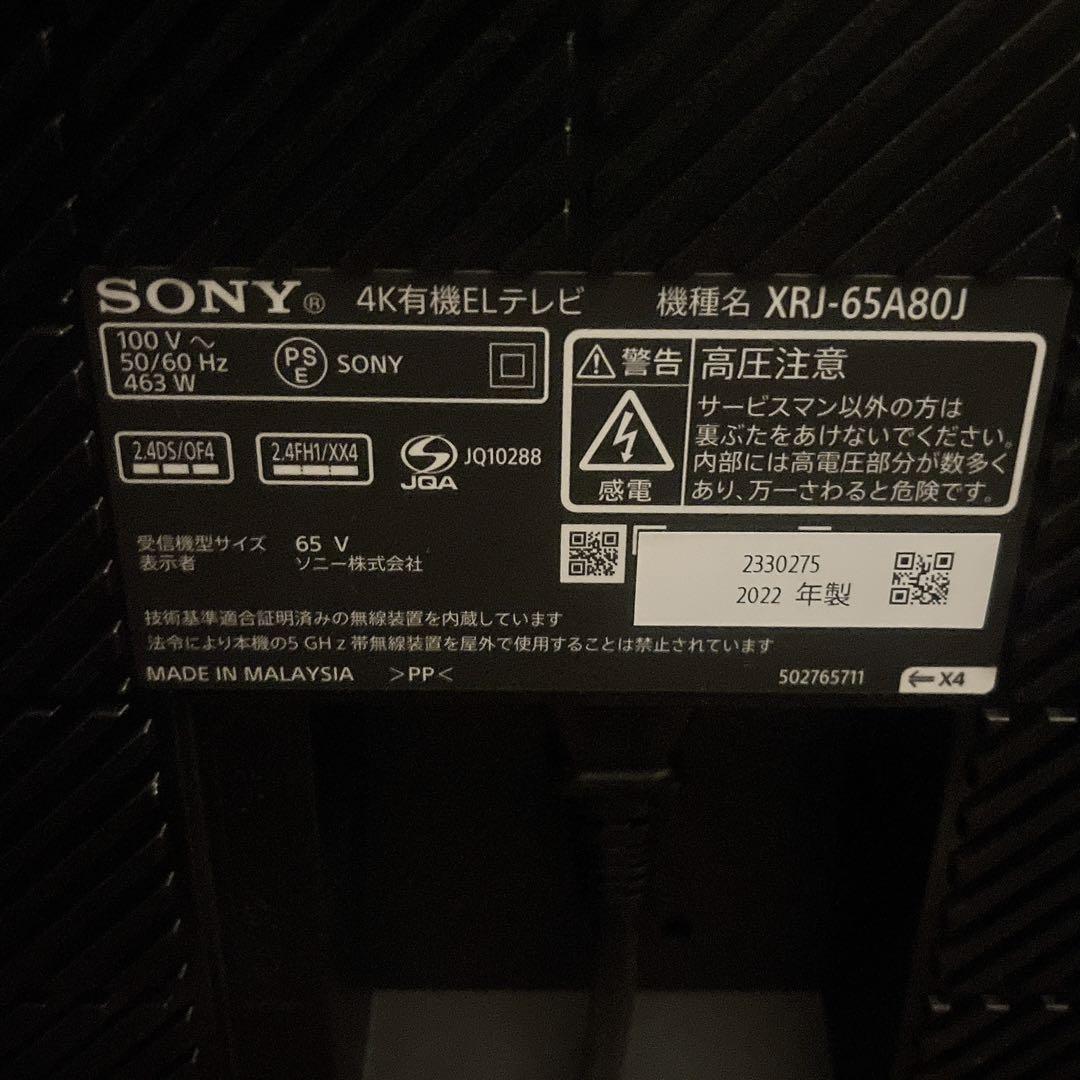 SONY® 4K有機ELテレビ 機種名 XRJ-65A80J
100 V ～
50/60 Hz
463 W
PSE SONY
警告 高圧注意
感電
サービスマン以外の方は
裏ぶたをあけないでください。
内部には高電圧部分が数多く
あり、万一さわると危険です。
2.4DS/OF4
2.4FH1/XX4
JQA JQ10288
受信機型サイズ 65 V
表示者 ソニー株式会社
2330275
2022 年製
技術基準適合証明済みの無線装置を内蔵しています
法令により本機の5 GHz帯無線装置を屋外で使用することは禁止されています
MADE IN MALAYSIA >PP<
502765711
←X4